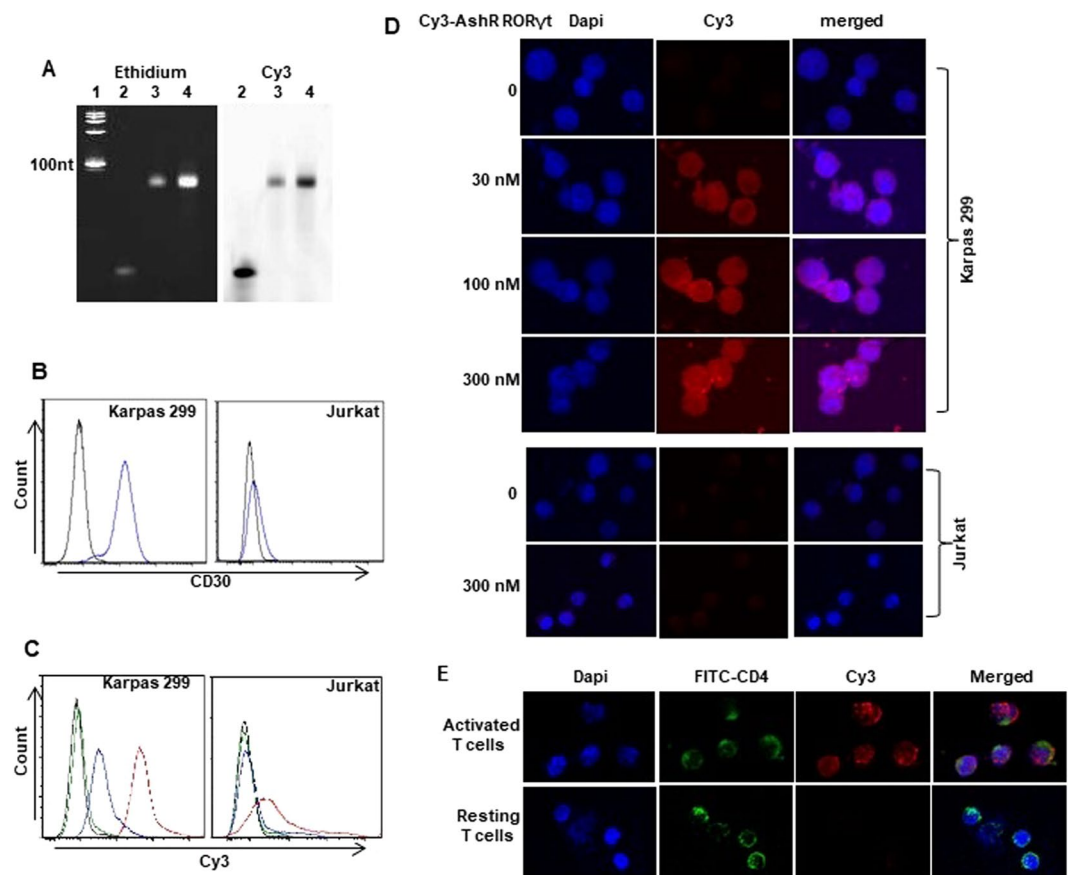 A
Ethidium Cy3
1 2 3 4 2 3 4
100nt
B
Karpas 299 Jurkat
Count
CD30
C
Karpas 299 Jurkat
Count
Cy3
D
Cy3-AshR RORγt Dapi Cy3 merged
0
30 nM
100 nM
300 nM
Karpas 299
0
300 nM
Jurkat
E
Dapi FITC-CD4 Cy3 Merged
Activated
T cells
Resting
T cells